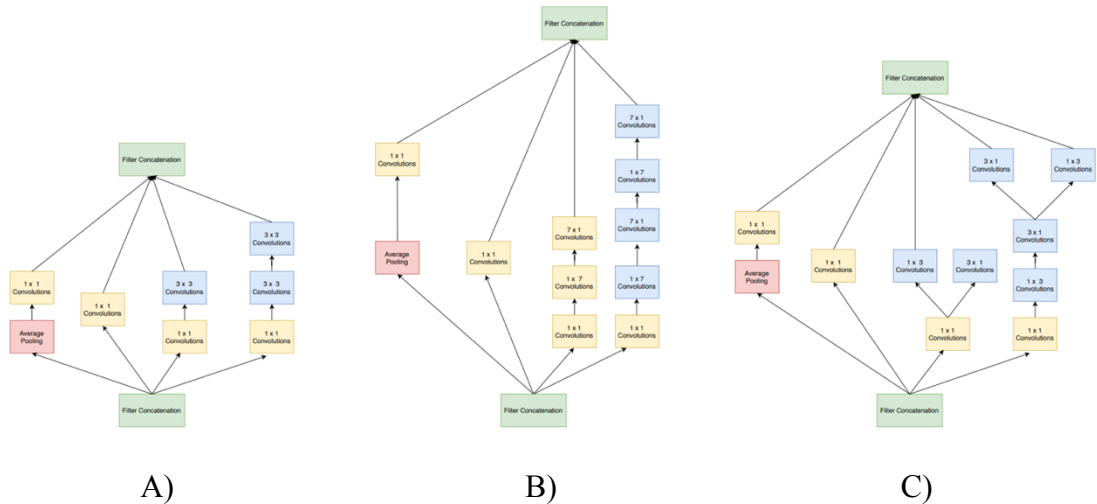 Filter Concatenation
3 x 3
Convolutions
1 x 1
Convolutions
1 x 1
Convolutions
3 x 3
Convolutions
3 x 3
Convolutions
Average
Pooling
1 x 1
Convolutions
1 x 1
Convolutions
Filter Concatenation
A)
Filter Concatenation
7 x 1
Convolutions
1 x 1
Convolutions
1 x 7
Convolutions
7 x 1
Convolutions
7 x 1
Convolutions
Average
Pooling
1 x 1
Convolutions
1 x 7
Convolutions
1 x 7
Convolutions
1 x 1
Convolutions
1 x 1
Convolutions
Filter Concatenation
B)
Filter Concatenation
3 x 1
Convolutions
1 x 3
Convolutions
1 x 1
Convolutions
3 x 1
Convolutions
Average
Pooling
1 x 1
Convolutions
1 x 3
Convolutions
3 x 1
Convolutions
1 x 3
Convolutions
1 x 1
Convolutions
1 x 1
Convolutions
Filter Concatenation
C)